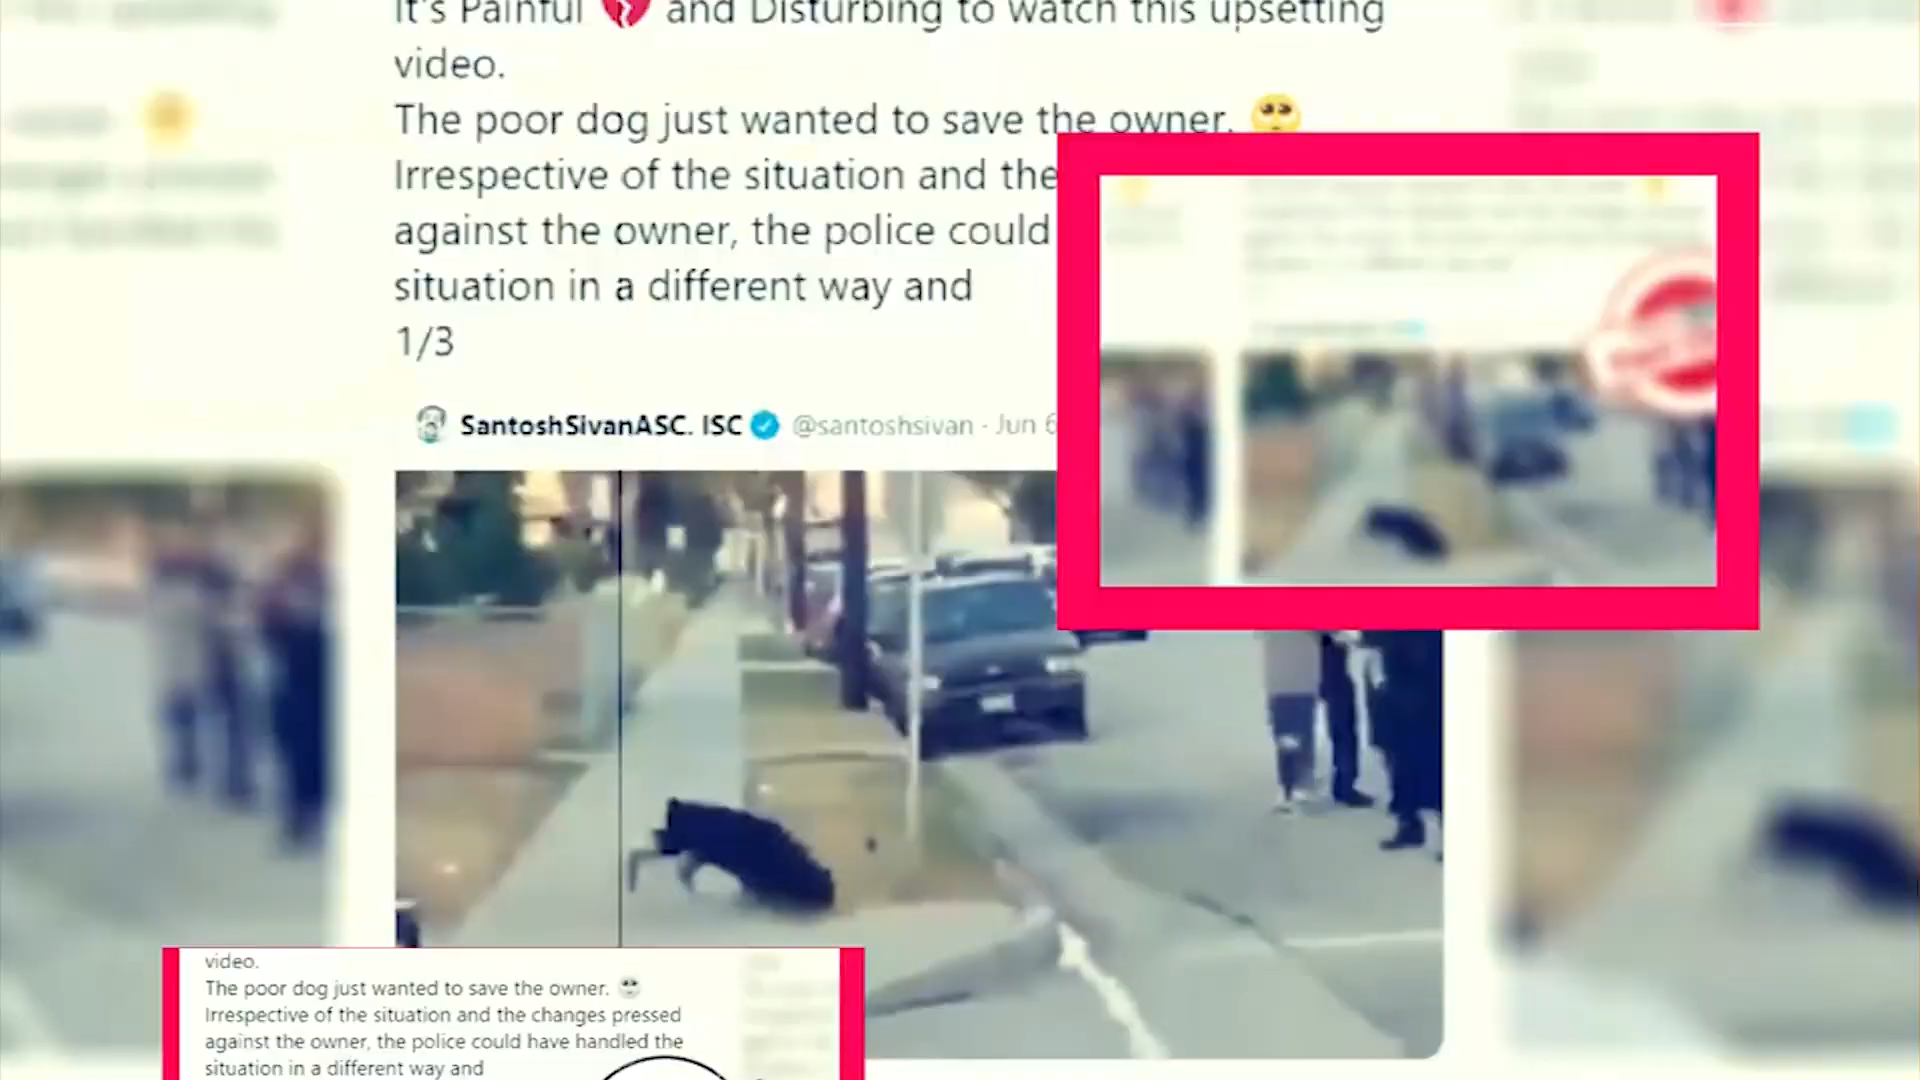 It's Painful 💔 and Disturbing to watch this upsetting
video.
The poor dog just wanted to save the owner. 🥺
Irrespective of the situation and the
against the owner, the police could
situation in a different way and
1/3
SantoshSivanASC. ISC @santoshsivan · Jun 6
video.
The poor dog just wanted to save the owner. 🥺
Irrespective of the situation and the changes pressed
against the owner, the police could have handled the
situation in a different way and